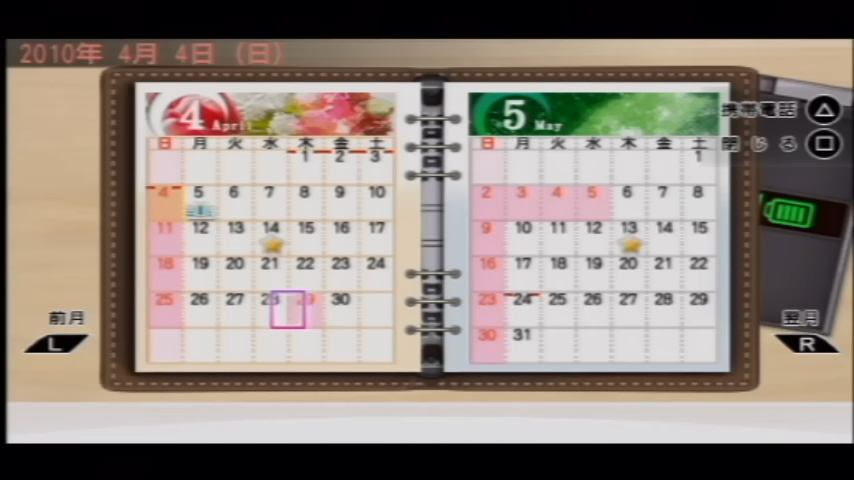 2010年 4月 4日 (日)
4 April
日 月 火 水 木 金 土
1 2 3
4 5 6 7 8 9 10
11 12 13 14 15 16 17
18 19 20 21 22 23 24
25 26 27 28 29 30
5 May
日 月 火 水 木 金 土
1
2 3 4 5 6 7 8
9 10 11 12 13 14 15
16 17 18 19 20 21 22
23 24 25 26 27 28 29
30 31
携帯電話
閉じる
前月
L
翌月
R